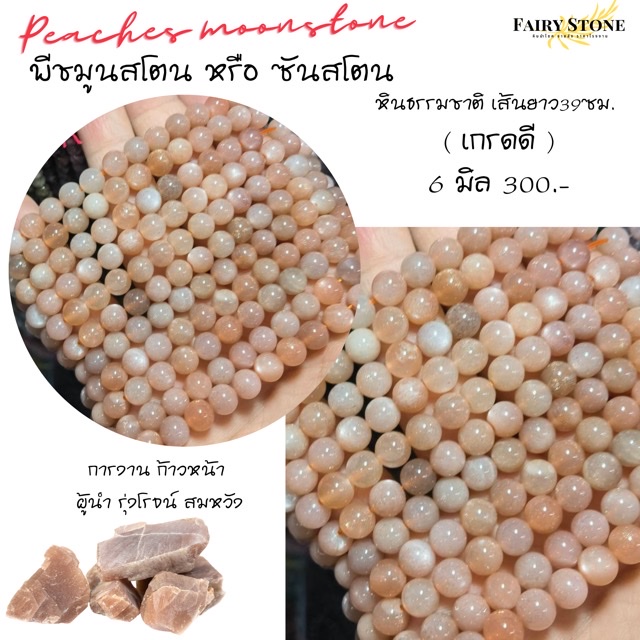 Peaches moonstone
FAIRY STONE
พีชมูนสโตน หรือ ซันสโตน
หินธรรมชาติ เส้นยาว39ซม.
( เกรดดี )
6 มิล 300.-
การงาน ก้าวหน้า
ผู้นำ รุ่งโรจน์ สมหวัง